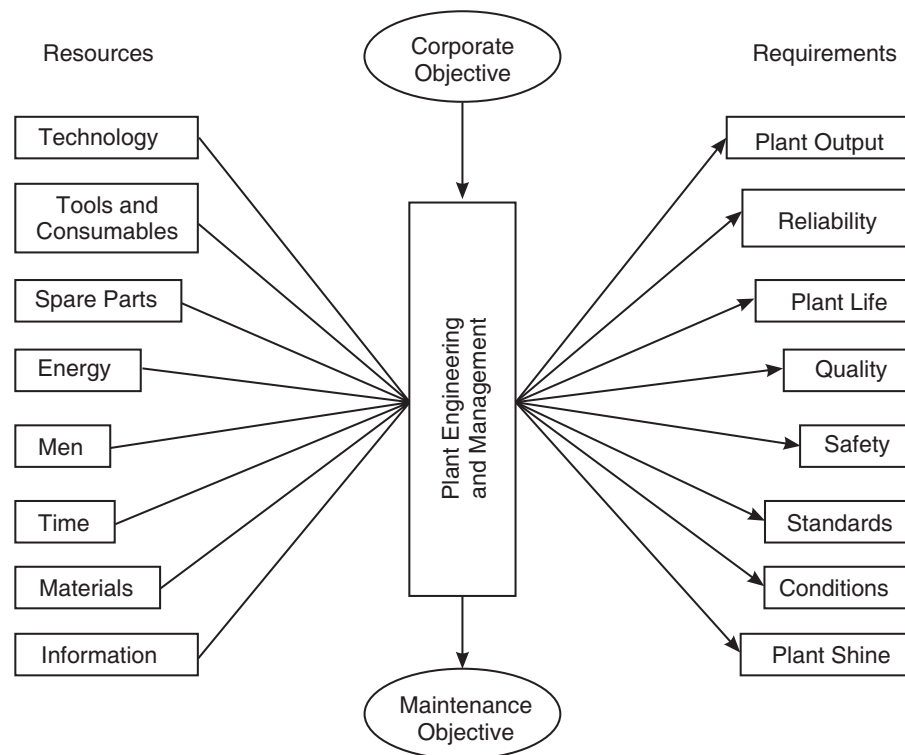 Resources
Corporate
Objective
Requirements
Technology
Tools and
Consumables
Spare Parts
Energy
Men
Time
Materials
Information
Plant Engineering
and Management
Plant Output
Reliability
Plant Life
Quality
Safety
Standards
Conditions
Plant Shine
Maintenance
Objective